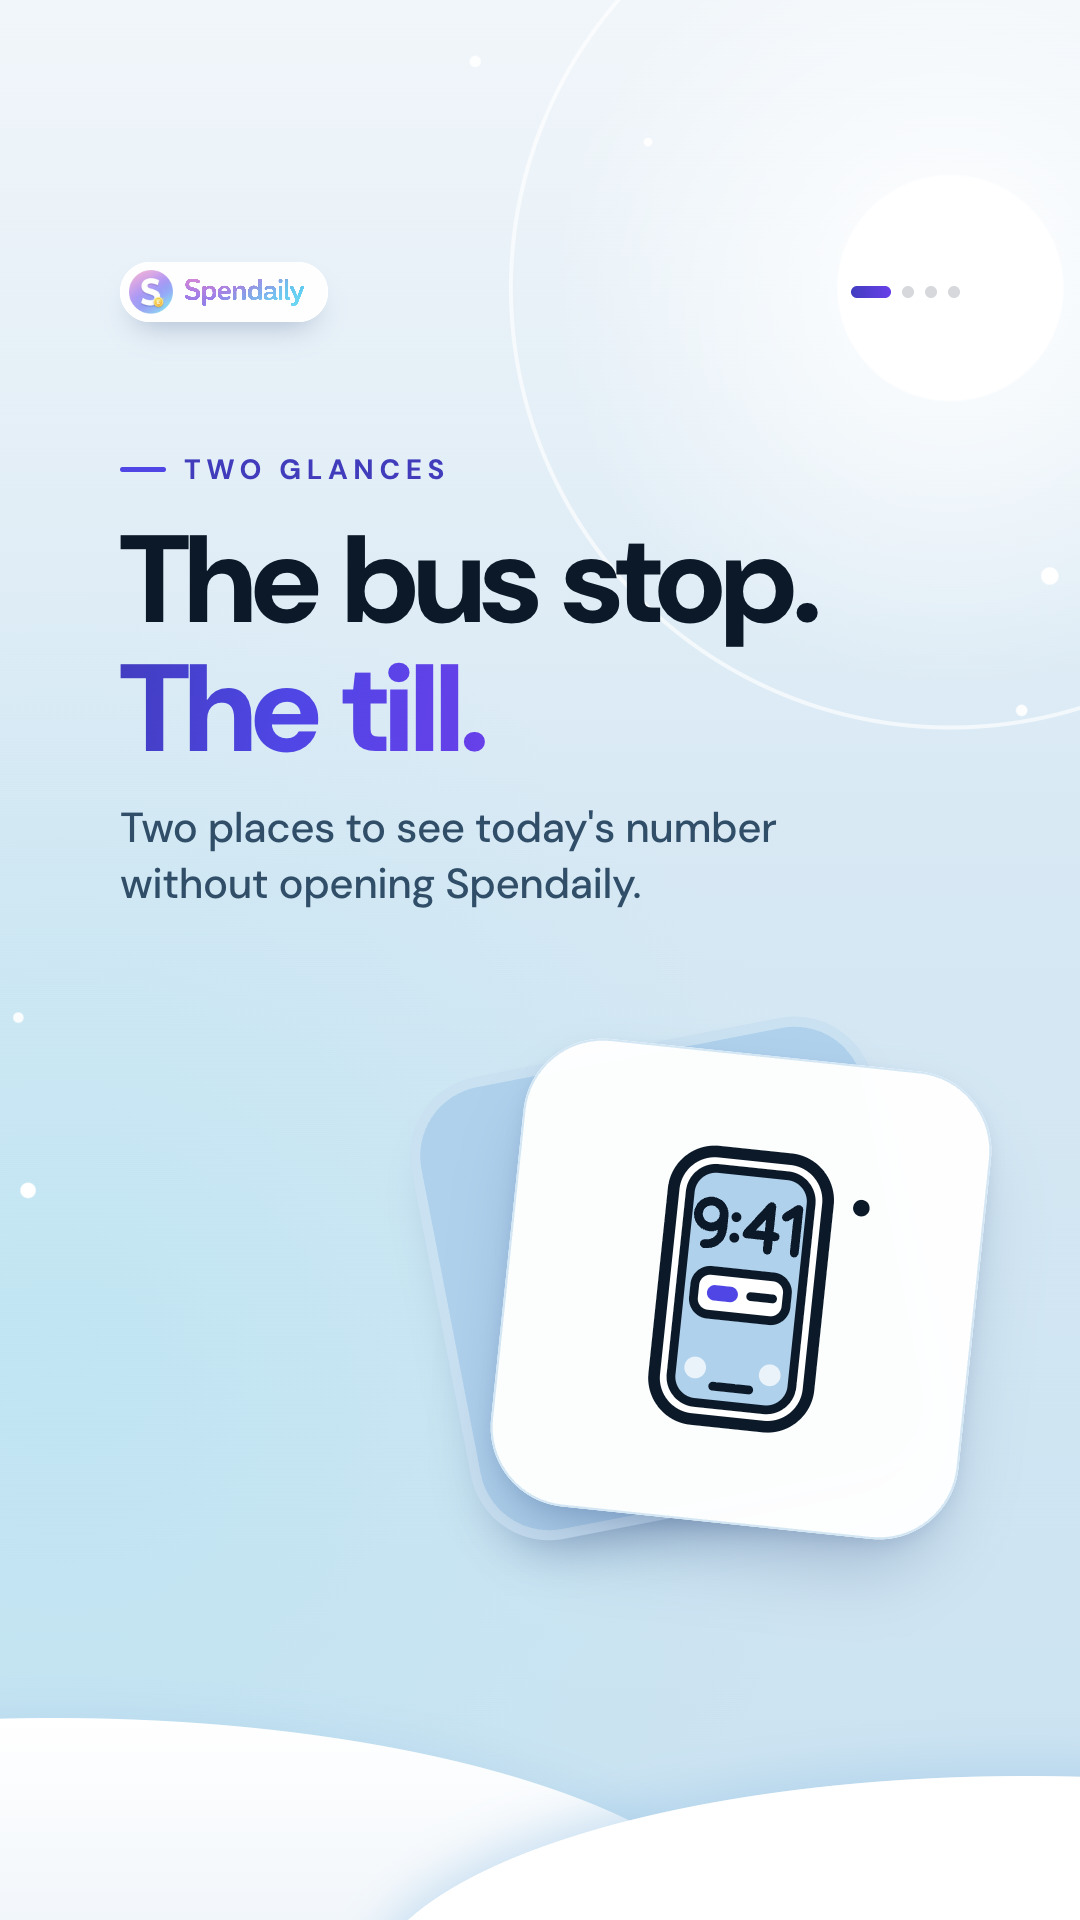 Spendaily
TWO GLANCES
The bus stop.
The till.
Two places to see today's number
without opening Spendaily.
9:41